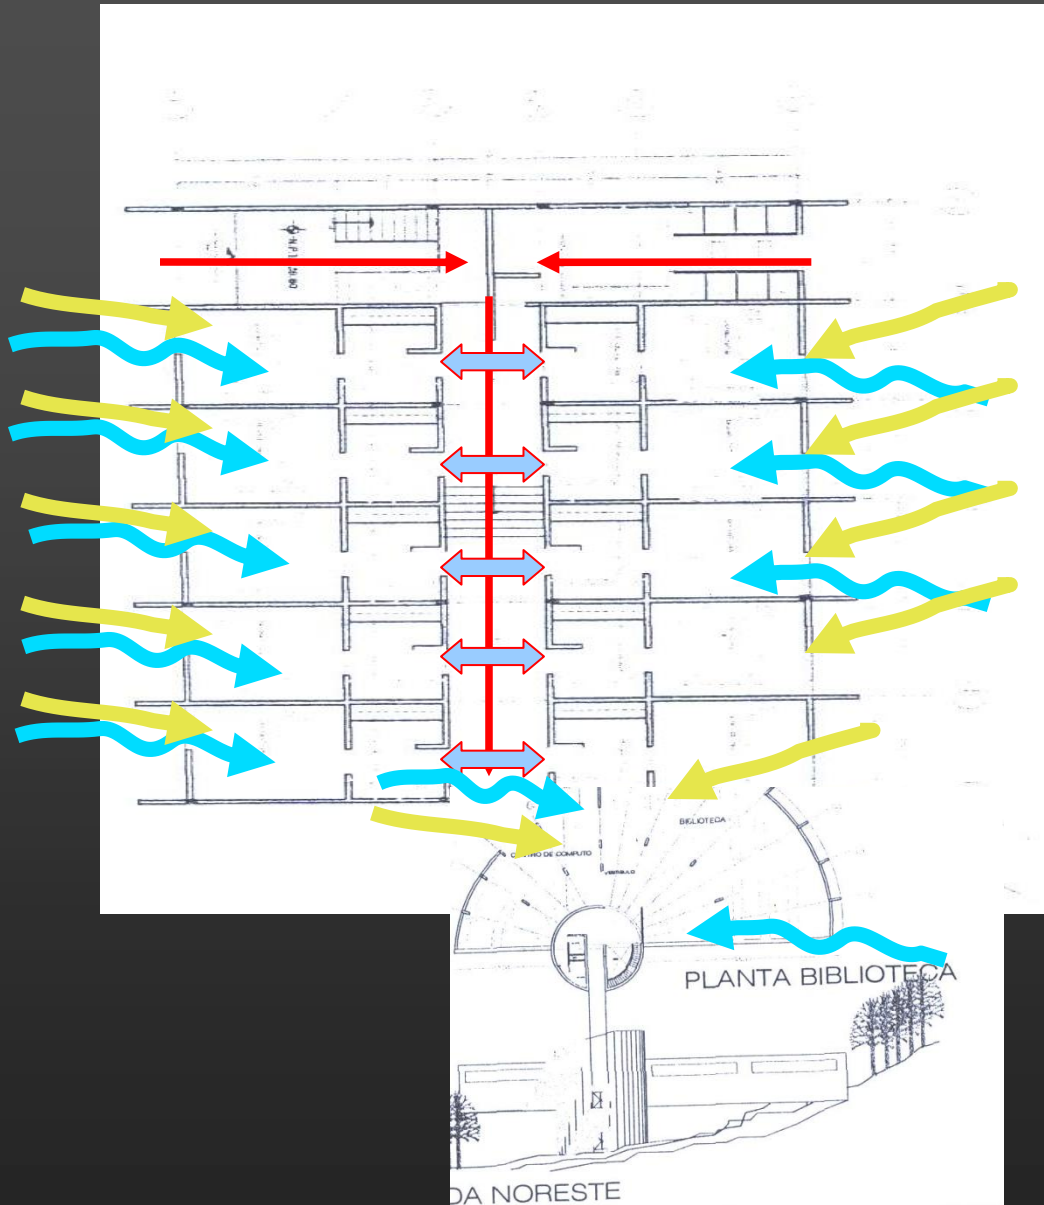 BIBLIOTECA
CENTRO DE COMPUTO
VESTIBULO
PLANTA BIBLIOTECA
DA NORESTE